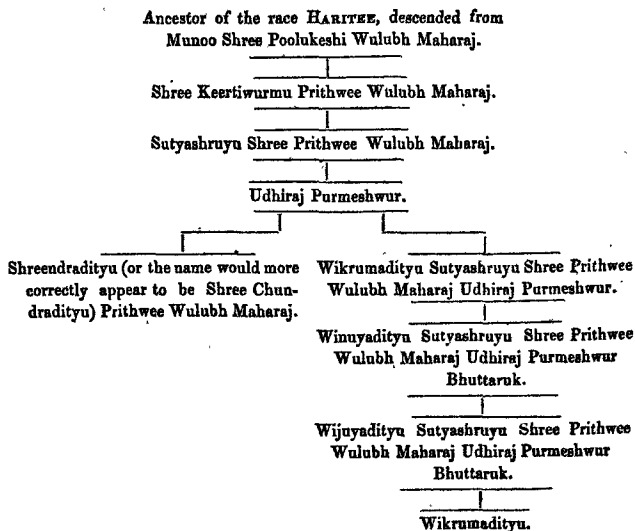 Ancestor of the race HARITEE, descended from
Munoo Shree Poolukeshi Wulubh Maharaj.
Shree Keertiwurmu Prithwee Wulubh Maharaj.
Sutyashruyu Shree Prithwee Wulubh Maharaj.
Udhiraj Purmeshwur.
Shreendradityu (or the name would more
correctly appear to be Shree Chun-
dradityu) Prithwee Wulubh Maharaj.
Wikrumadityu Sutyashruyu Shree Prithwee
Wulubh Maharaj Udhiraj Purmeshwur.
Winuyadityu Sutyashruyu Shree Prithwee
Wulubh Maharaj Udhiraj Purmeshwur
Bhuttaruk.
Wijuyadityu Sutyashruyu Shree Prithwee
Wulubh Maharaj Udhiraj Purmeshwur
Bhuttaruk.
Wikrumadityu.